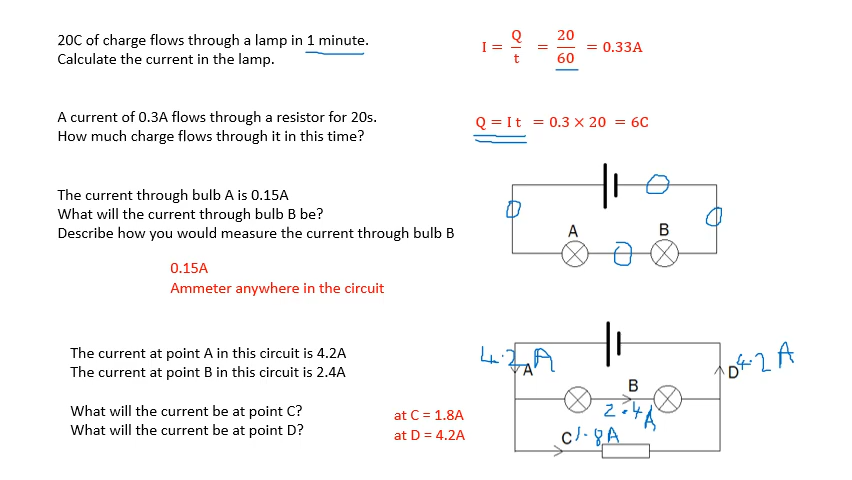 20C of charge flows through a lamp in 1 minute.
Calculate the current in the lamp.
I = Q/t = 20/60 = 0.33A
A current of 0.3A flows through a resistor for 20s.
How much charge flows through it in this time?
Q = I t = 0.3 × 20 = 6C
The current through bulb A is 0.15A
What will the current through bulb B be?
Describe how you would measure the current through bulb B
0.15A
Ammeter anywhere in the circuit
A
B
The current at point A in this circuit is 4.2A
The current at point B in this circuit is 2.4A
What will the current be at point C?
What will the current be at point D?
at C = 1.8A
at D = 4.2A
4.2A
A
D
4.2A
B
2.4A
C
1.8A